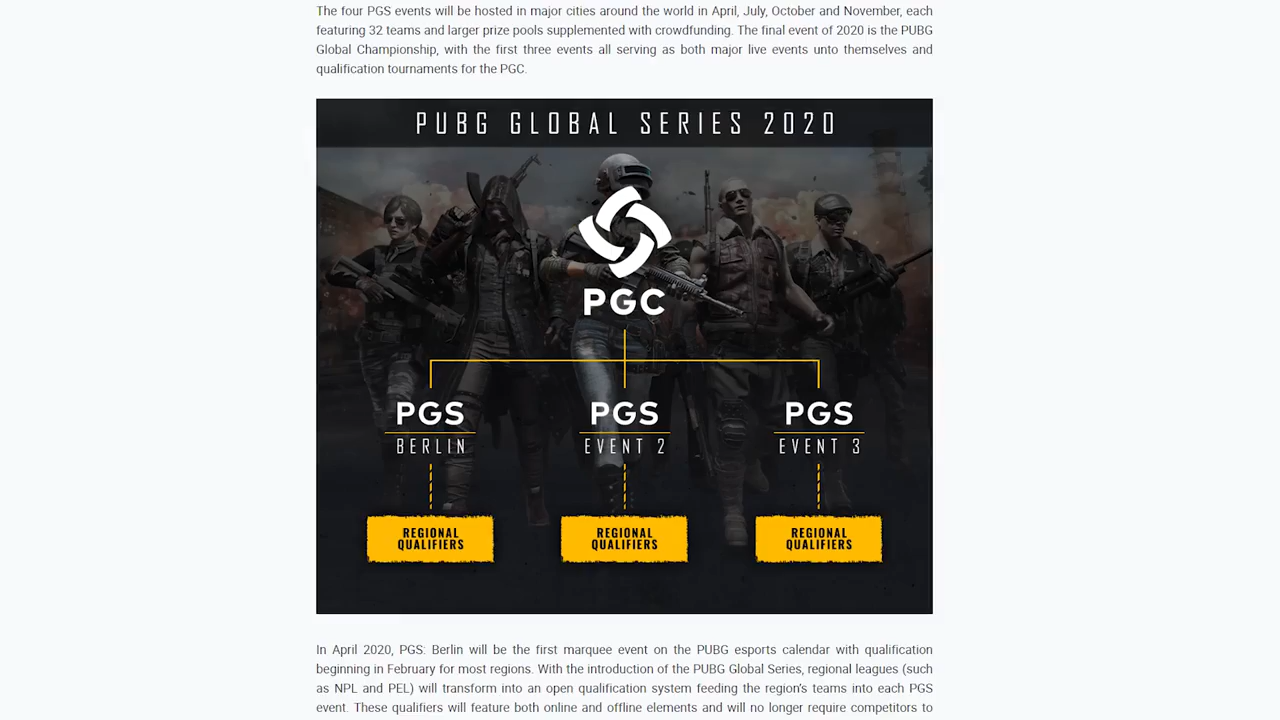 The four PGS events will be hosted in major cities around the world in April, July, October and November, each
featuring 32 teams and larger prize pools supplemented with crowdfunding. The final event of 2020 is the PUBG
Global Championship, with the first three events all serving as both major live events unto themselves and
qualification tournaments for the PGC.
PUBG GLOBAL SERIES 2020
PGC
PGS PGS PGS
BERLIN EVENT 2 EVENT 3
REGIONAL REGIONAL REGIONAL
QUALIFIERS QUALIFIERS QUALIFIERS
In April 2020, PGS: Berlin will be the first marquee event on the PUBG esports calendar with qualification
beginning in February for most regions. With the introduction of the PUBG Global Series, regional leagues (such
as NPL and PEL) will transform into an open qualification system feeding the region's teams into each PGS
event. These qualifiers will feature both online and offline elements and will no longer require competitors to